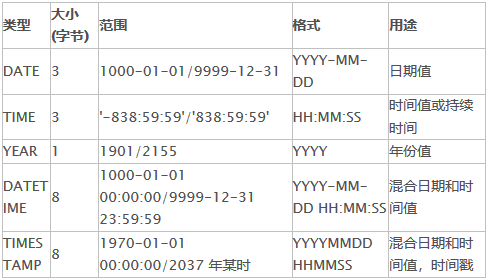 类型 大小 范围 格式 用途
(字节)
DATE 3 1000-01-01/9999-12-31 YYYY-MM- 日期值
DD
TIME 3 '-838:59:59'/'838:59:59' HH:MM:SS 时间值或持续
时间
YEAR 1 1901/2155 YYYY 年份值
DATET 8 1000-01-01 YYYY-MM- 混合日期和时
IME 00:00:00/9999-12-31 DD HH:MM:SS 间值
23:59:59
TIMES 8 1970-01-01 YYYYMMDD 混合日期和时
TAMP 00:00:00/2037 年某时 HHMMSS 间值，时间戳